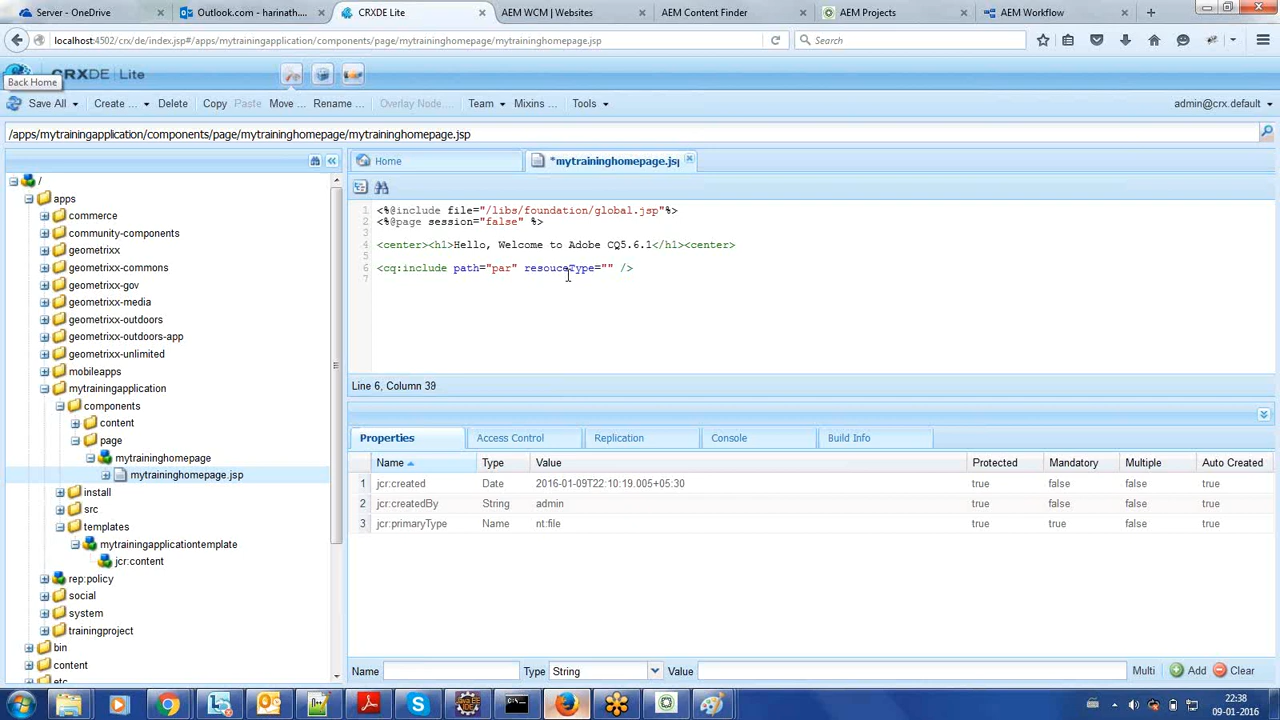 Server - OneDrive
Outlook.com - harinath....
CRXDE Lite
AEM WCM | Websites
AEM Content Finder
AEM Projects
AEM Workflow
localhost:4502/crx/de/index.jsp#/apps/mytrainingapplication/components/page/mytraininghomepage/mytraininghomepage.jsp
Search
CRXDE | Lite
Back Home
Save All
Create ...
Delete
Copy
Paste
Move ...
Rename ...
Overlay Node...
Team
Mixins ...
Tools
admin@crx.default
/apps/mytrainingapplication/components/page/mytraininghomepage/mytraininghomepage.jsp
/
apps
commerce
community-components
geometrixx
geometrixx-commons
geometrixx-gov
geometrixx-media
geometrixx-outdoors
geometrixx-outdoors-app
geometrixx-unlimited
mobileapps
mytrainingapplication
components
content
page
mytraininghomepage
mytraininghomepage.jsp
install
src
templates
mytrainingapplicationtemplate
jcr:content
rep:policy
social
system
trainingproject
bin
content
etc
Home
*mytraininghomepage.jsp
1 <%@include file="/libs/foundation/global.jsp"%>
2 <%@page session="false" %>
3
4 <center><h1>Hello, Welcome to Adobe CQ5.6.1</h1><center>
5
6 <cq:include path="par" resouceType="" />
7
Line 6, Column 39
Properties
Access Control
Replication
Console
Build Info
Name Type Value Protected Mandatory Multiple Auto Created
1 jcr:created Date 2016-01-09T22:10:19.005+05:30 true false false true
2 jcr:createdBy String admin true false false true
3 jcr:primaryType Name nt:file true true false true
Name Type String Value Multi Add Clear
22:38
09-01-2016